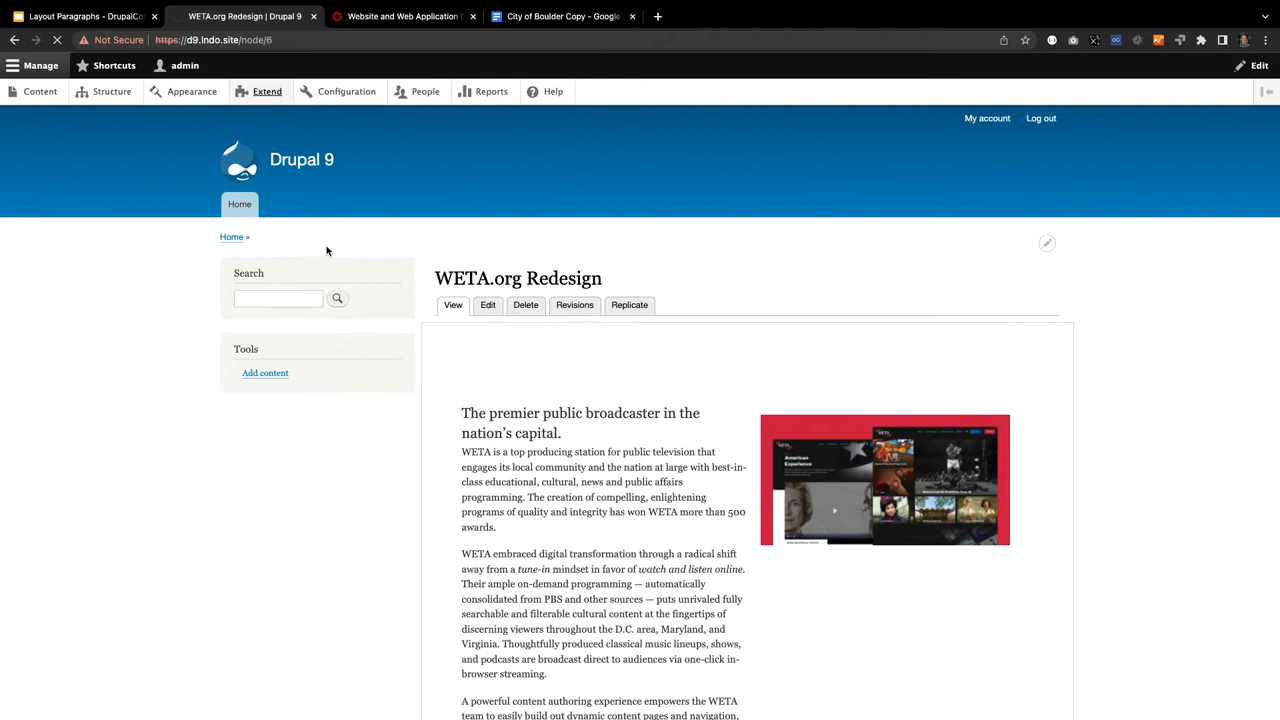 Layout Paragraphs - DrupalCo
WETA.org Redesign | Drupal 9
Website and Web Application D
City of Boulder Copy - Google
Not Secure
https://d9.lndo.site/node/6
Manage
Shortcuts
admin
Edit
Content
Structure
Appearance
Extend
Configuration
People
Reports
Help
My account
Log out
Drupal 9
Home
Home »
Search
WETA.org Redesign
View
Edit
Delete
Revisions
Replicate
Tools
Add content
The premier public broadcaster in the
nation’s capital.
WETA is a top producing station for public television that
engages its local community and the nation at large with best-in-
class educational, cultural, news and public affairs
programming. The creation of compelling, enlightening
programs of quality and integrity has won WETA more than 500
awards.
American
Experience
WETA embraced digital transformation through a radical shift
away from a tune-in mindset in favor of watch and listen online.
Their ample on-demand programming — automatically
consolidated from PBS and other sources — puts unrivaled fully
searchable and filterable cultural content at the fingertips of
discerning viewers throughout the D.C. area, Maryland, and
Virginia. Thoughtfully produced classical music lineups, shows,
and podcasts are broadcast direct to audiences via one-click in-
browser streaming.
A powerful content authoring experience empowers the WETA
team to easily build out dynamic content pages and navigation,